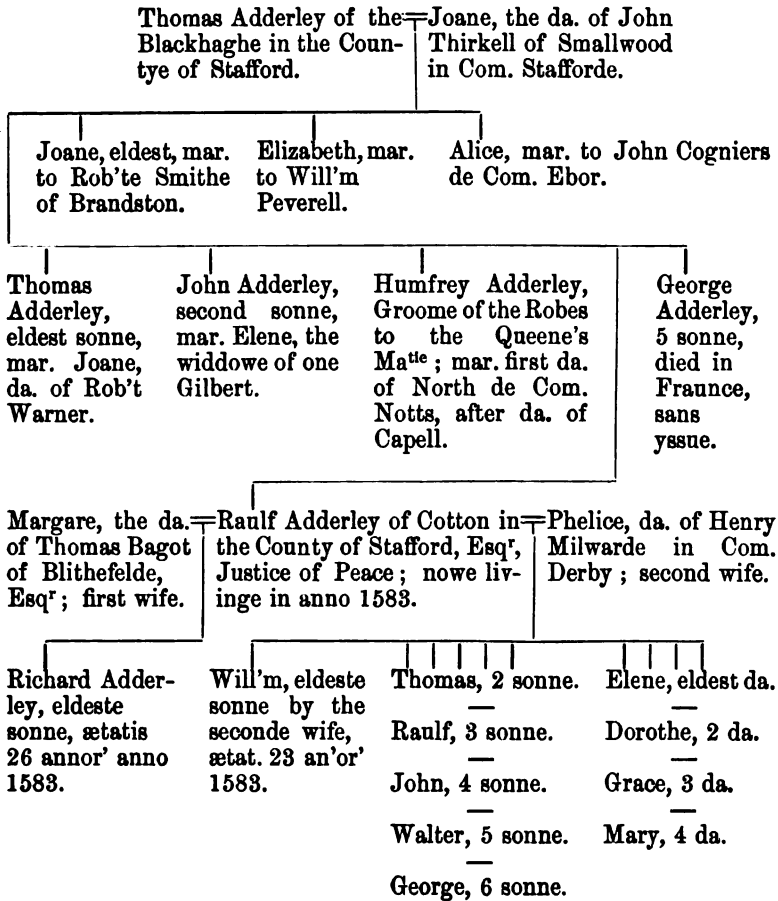 Thomas Adderley of the
Blackhaghe in the Coun-
tye of Stafford.
Joane, the da. of John
Thirkell of Smallwood
in Com. Stafforde.
Joane, eldest, mar.
to Rob'te Smithe
of Brandston.
Elizabeth, mar.
to Will'm
Peverell.
Alice, mar. to John Cogniers
de Com. Ebor.
Thomas
Adderley,
eldest sonne,
mar. Joane,
da. of Rob't
Warner.
John Adderley,
second sonne,
mar. Elene, the
widdowe of one
Gilbert.
Humfrey Adderley,
Groome of the Robes
to the Queene's
Maᵗⁱᵉ; mar. first da.
of North de Com.
Notts, after da. of
Capell.
George
Adderley,
5 sonne,
died in
Fraunce,
sans
yssue.
Margare, the da.
of Thomas Bagot
of Blithefelde,
Esqʳ; first wife.
Raulf Adderley of Cotton in
the County of Stafford, Esqʳ,
Justice of Peace; nowe liv-
inge in anno 1583.
Phelice, da. of Henry
Milwarde in Com.
Derby; second wife.
Richard Adder-
ley, eldeste
sonne, ætatis
26 annor' anno
1583.
Will'm, eldeste
sonne by the
seconde wife,
ætat. 23 an'or'
1583.
Thomas, 2 sonne.
Raulf, 3 sonne.
John, 4 sonne.
Walter, 5 sonne.
George, 6 sonne.
Elene, eldest da.
Dorothe, 2 da.
Grace, 3 da.
Mary, 4 da.